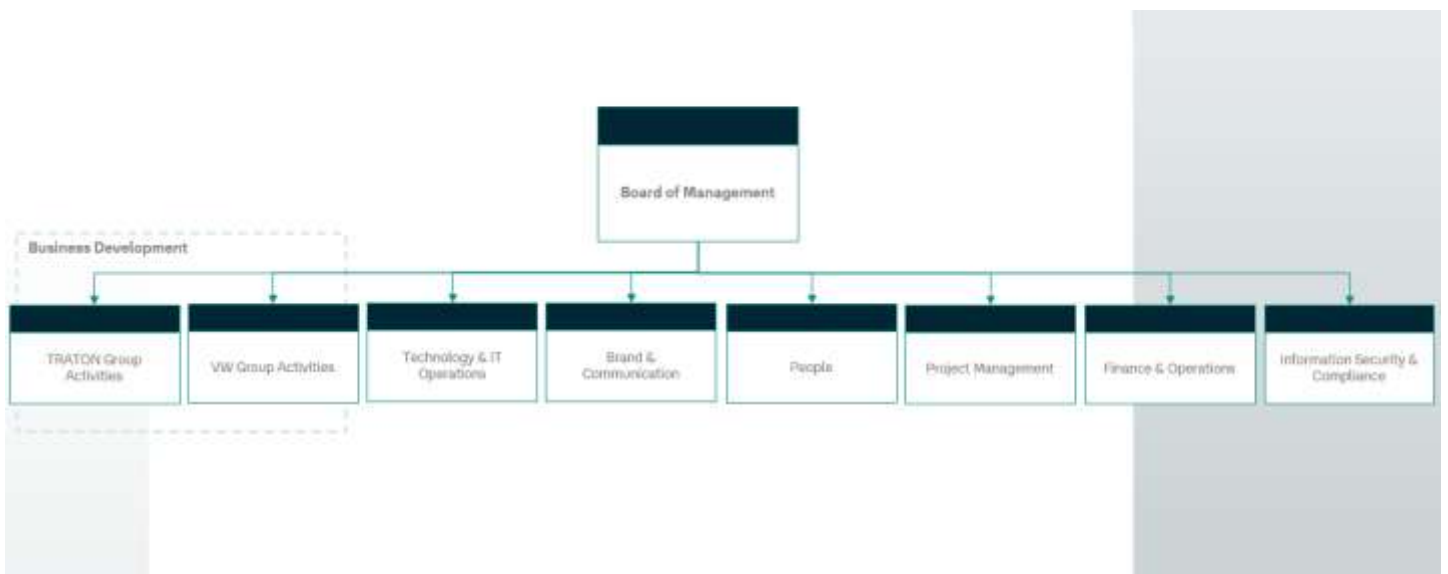 Board of Management
Business Development
TRATON Group
Activities
VW Group Activities
Technology & IT
Operations
Brand &
Communication
People
Project Management
Finance & Operations
Information Security &
Compliance